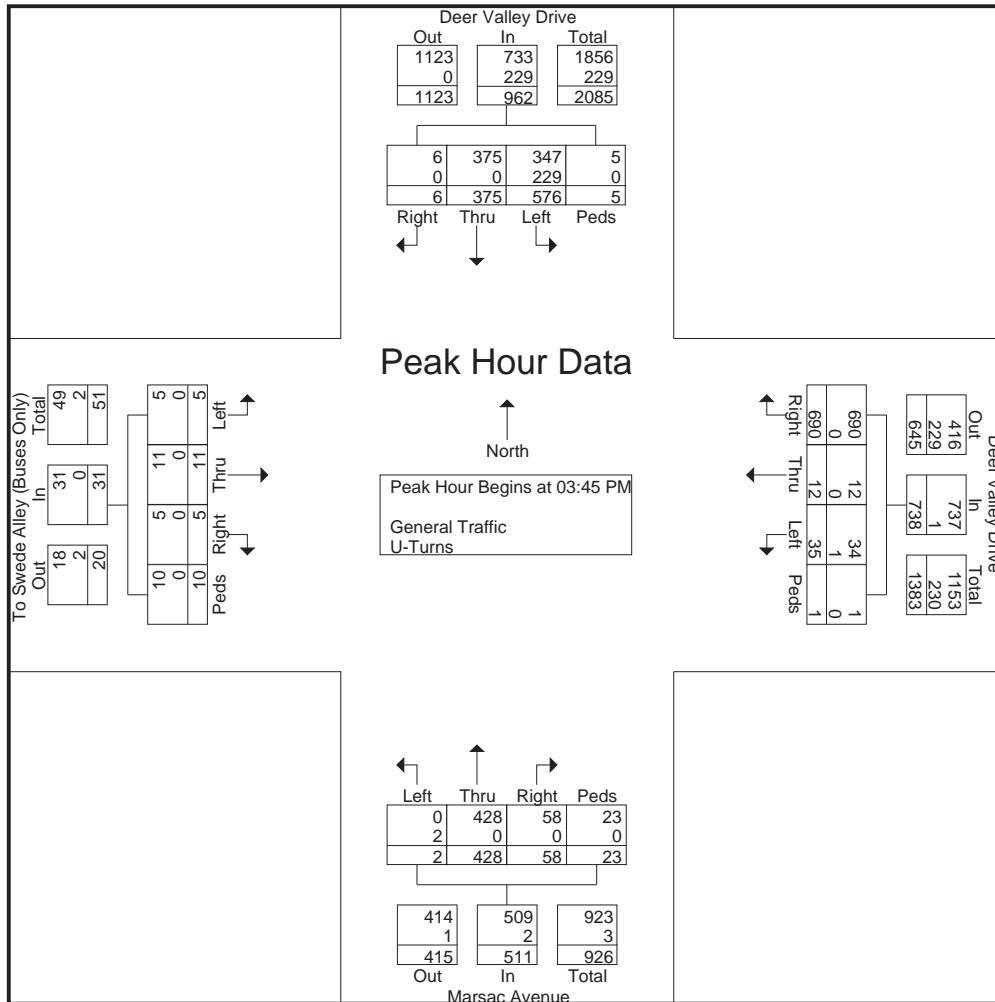 Deer Valley Drive
Out In Total
1123 733 1856
0 229 229
1123 962 2085
6 375 347 5
0 0 229 0
6 375 576 5
Right Thru Left Peds
Peak Hour Data
North
Peak Hour Begins at 03:45 PM
General Traffic
U-Turns
To Swede Alley (Buses Only)
Out In Total
18 31 49
2 0 2
20 31 51
10 5 11 5
0 0 0 0
10 5 11 5
Peds Right Thru Left
Deer Valley Drive
Out In Total
416 737 1153
229 1 230
645 738 1383
690 12 34 1
0 0 1 0
690 12 35 1
Right Thru Left Peds
Left Thru Right Peds
0 428 58 23
2 0 0 0
2 428 58 23
414 509 923
1 2 3
415 511 926
Out In Total
Marsac Avenue